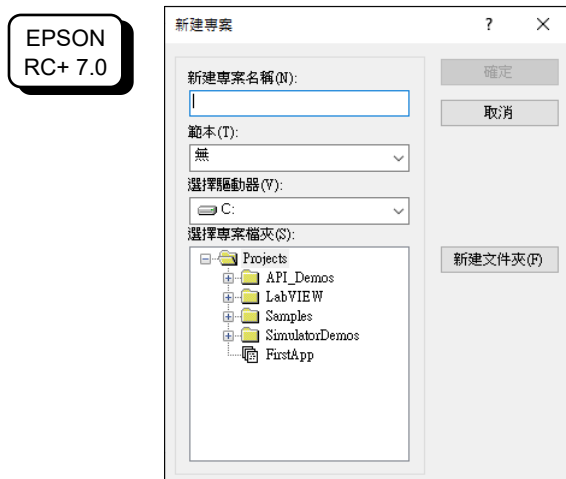 EPSON
RC+ 7.0
新建專案
?
新建專案名稱(N):
確定
取消
範本(T):
無
選擇驅動器(V):
C:
選擇專案檔夾(S):
新建文件夾(F)
Projects
API_Demos
LabVIEW
Samples
SimulatorDemos
FirstApp